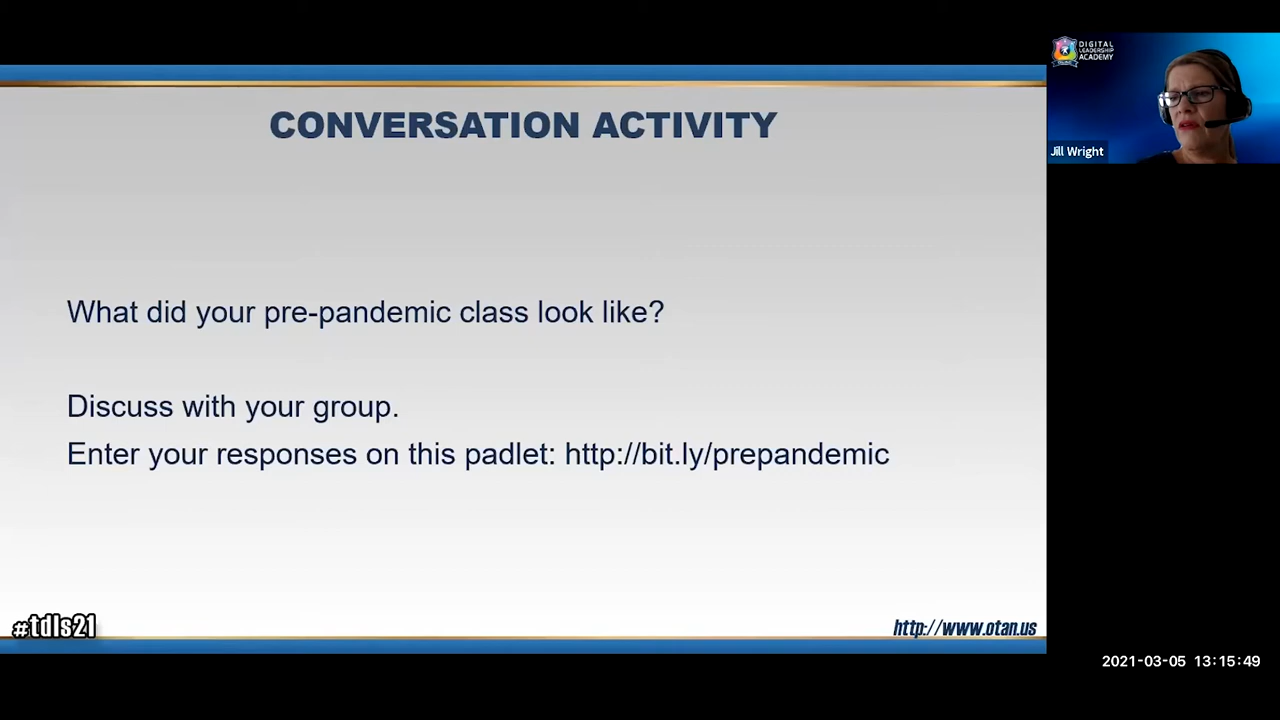 CONVERSATION ACTIVITY
What did your pre-pandemic class look like?
Discuss with your group.
Enter your responses on this padlet: http://bit.ly/prepandemic
#tdls21
http://www.otan.us
DIGITAL
LEADERSHIP
ACADEMY
Jill Wright
2021-03-05 13:15:49